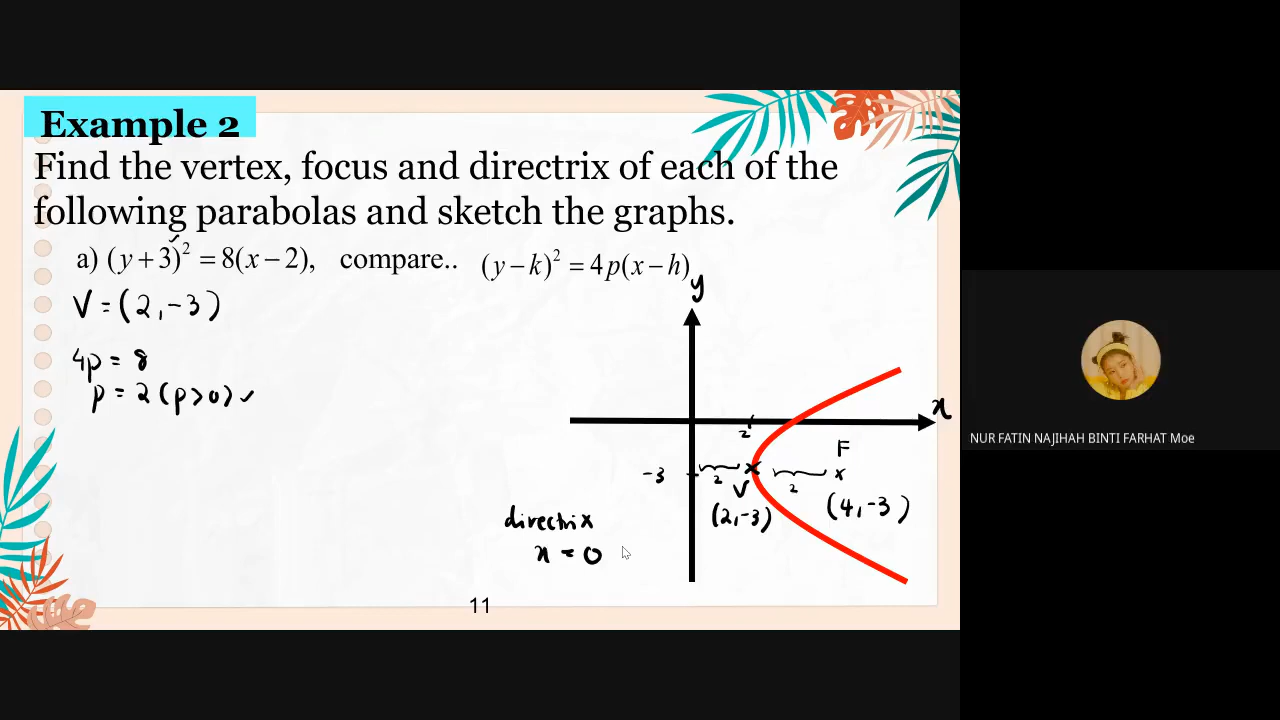 Example 2
Find the vertex, focus and directrix of each of the
following parabolas and sketch the graphs.
a) (y+3)² = 8(x−2), compare.. (y−k)² = 4p(x−h)
V = (2,-3)
4p = 8
p = 2 (p>0) ✓
y
x
2
F
-3
2
x
2
x
V
(2,-3)
(4,-3)
directrix
x = 0
11
NUR FATIN NAJIHAH BINTI FARHAT Moe